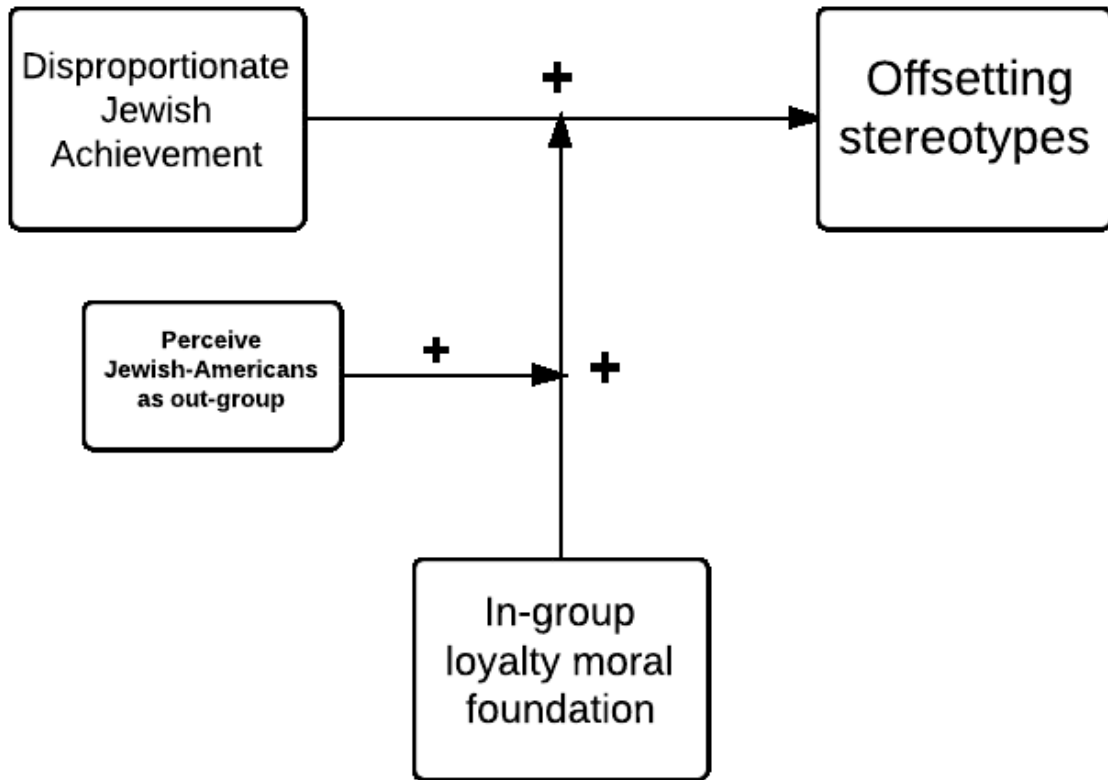 Disproportionate
Jewish
Achievement
+
Offsetting
stereotypes
Perceive
Jewish-Americans
as out-group
+
+
In-group
loyalty moral
foundation